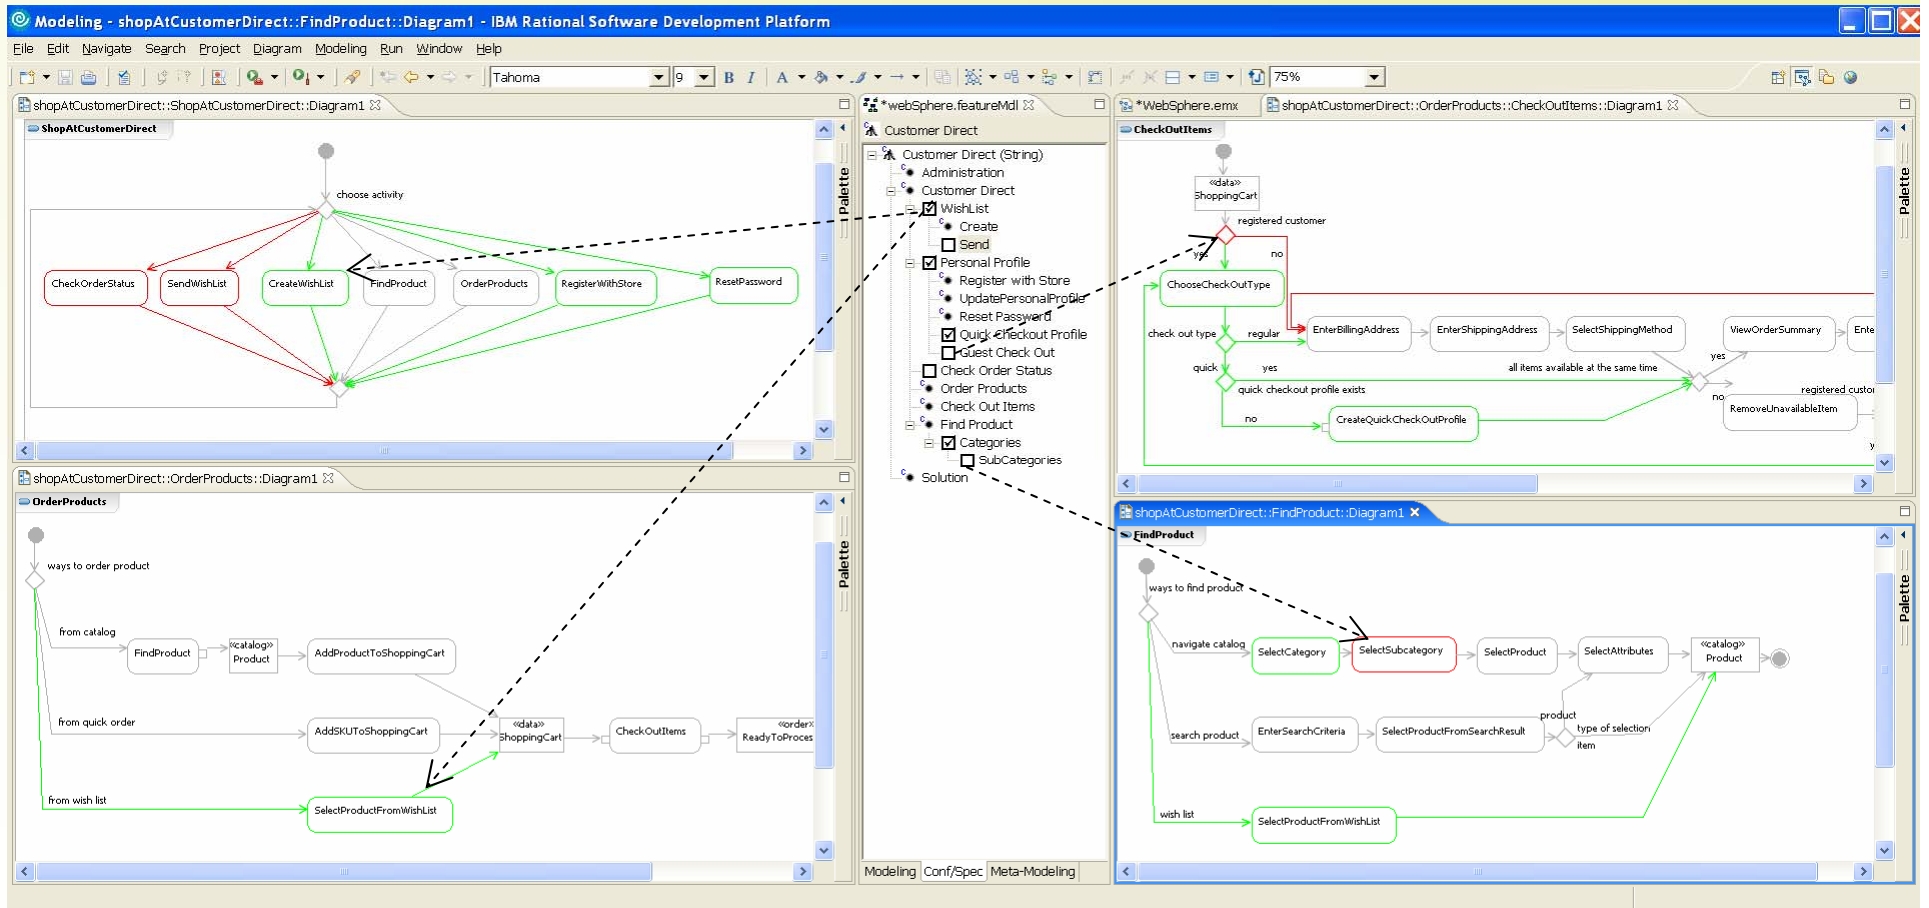 Modeling - shopAtCustomerDirect::FindProduct::Diagram1 - IBM Rational Software Development Platform
File Edit Navigate Search Project Diagram Modeling Run Window Help
Tahoma 9 B I A 75%
shopAtCustomerDirect::ShopAtCustomerDirect::Diagram1
ShopAtCustomerDirect
choose activity
CheckOrderStatus SendWishList CreateWishList FindProduct OrderProducts RegisterWithStore ResetPassword
Palette
shopAtCustomerDirect::OrderProducts::Diagram1
OrderProducts
ways to order product
from catalog
FindProduct
«catalog»
Product
AddProductToShoppingCart
from quick order
AddSKUToShoppingCart
«data»
ShoppingCart
CheckOutItems
«order»
ReadyToProces
from wish list
SelectProductFromWishList
Palette
*webSphere.featureMdl
Customer Direct
Customer Direct (String)
Administration
Customer Direct
WishList
Create
Send
Personal Profile
Register with Store
UpdatePersonalProfile
Reset Password
Quick Checkout Profile
Guest Check Out
Check Order Status
Order Products
Check Out Items
Find Product
Categories
SubCategories
Solution
Modeling Conf/Spec Meta-Modeling
*WebSphere.emx shopAtCustomerDirect::OrderProducts::CheckOutItems::Diagram1
CheckOutItems
«data»
ShoppingCart
registered customer
yes no
ChooseCheckOutType
check out type regular
EnterBillingAddress EnterShippingAddress SelectShippingMethod ViewOrderSummary Ente
yes
quick yes all items available at the same time
quick checkout profile exists
no registered custor
RemoveUnavailableItem
no
CreateQuickCheckOutProfile
y
Palette
shopAtCustomerDirect::FindProduct::Diagram1
FindProduct
ways to find product
navigate catalog
SelectCategory SelectSubcategory SelectProduct SelectAttributes
«catalog»
Product
search product
EnterSearchCriteria SelectProductFromSearchResult
product
type of selection
item
wish list
SelectProductFromWishList
Palette